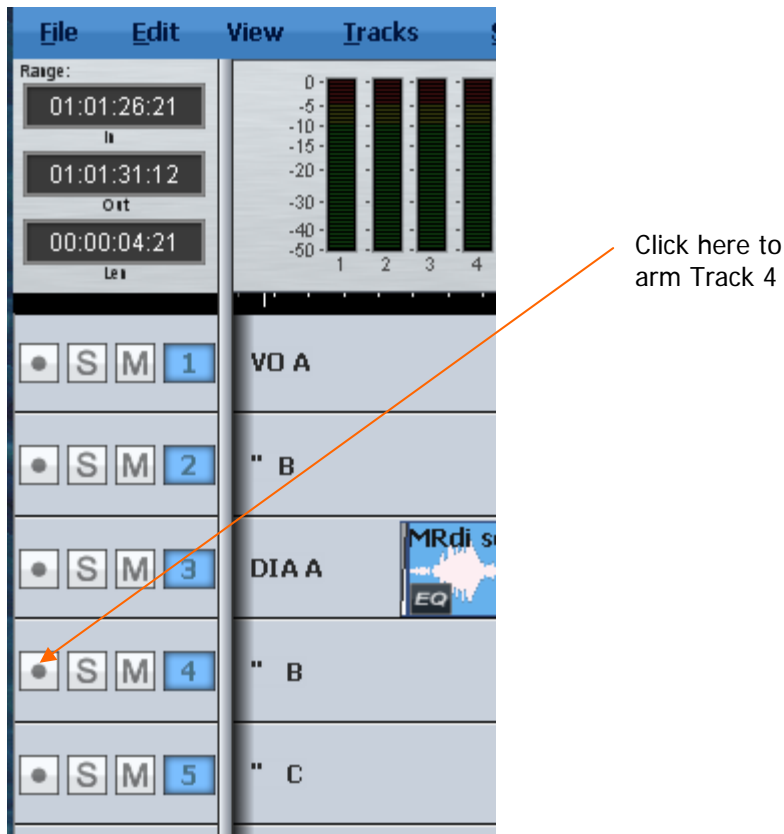 File Edit View Tracks
Range:
01:01:26:21
In
01:01:31:12
Out
00:00:04:21
Len
0
-5
-10
-15
-20
-30
-40
-50
1 2 3 4
Click here to
arm Track 4
S M 1 VO A
S M 2 " B
S M 3 DIA A
MRdi
EQ
S M 4 " B
S M 5 " C